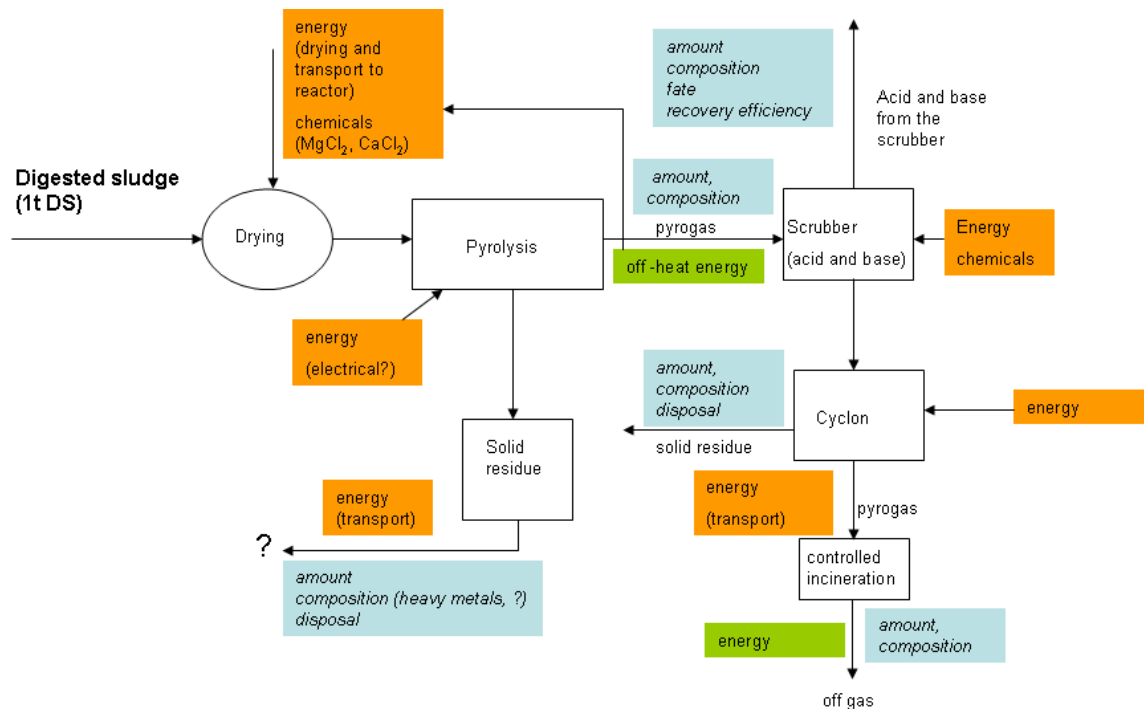 energy
(drying and
transport to
reactor)
chemicals
(MgCl₂, CaCl₂)
amount
composition
fate
recovery efficiency
Acid and base
from the
scrubber
Digested sludge
(1t DS)
Drying
Pyrolysis
amount,
composition
pyrogas
off -heat energy
Scrubber
(acid and base)
Energy
chemicals
energy
(electrical?)
amount,
composition
disposal
solid residue
Cyclon
energy
Solid
residue
energy
(transport)
?
amount
composition (heavy metals, ?)
disposal
energy
(transport)
pyrogas
controlled
incineration
energy
amount,
composition
off gas